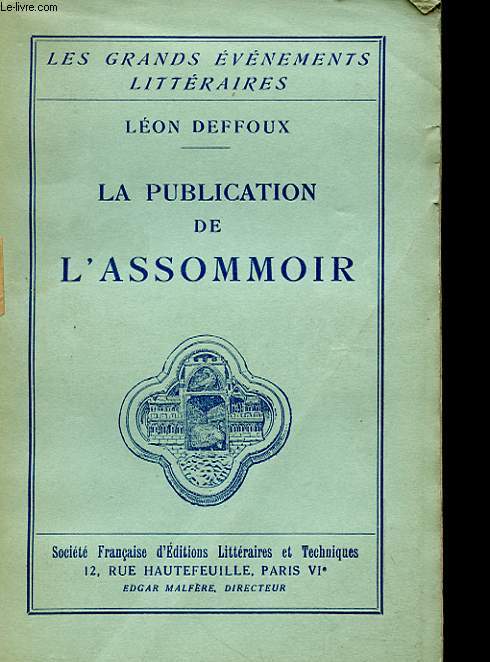 Le-livre.com
LES GRANDS ÉVÉNEMENTS
LITTÉRAIRES
LÉON DEFFOUX
LA PUBLICATION
DE
L'ASSOMMOIR
Société Française d'Éditions Littéraires et Techniques
12, RUE HAUTEFEUILLE, PARIS VIe
EDGAR MALFÈRE, DIRECTEUR